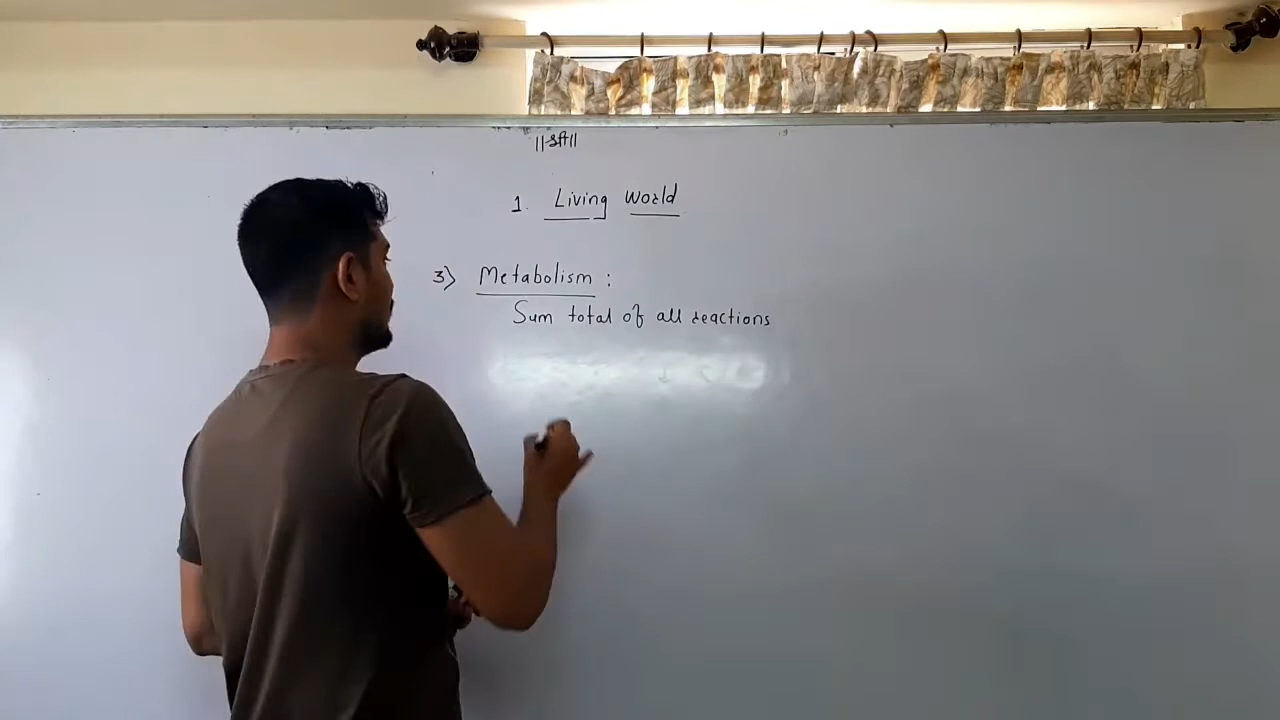 ||श्री||
1. Living World
3) Metabolism :
Sum total of all reactions